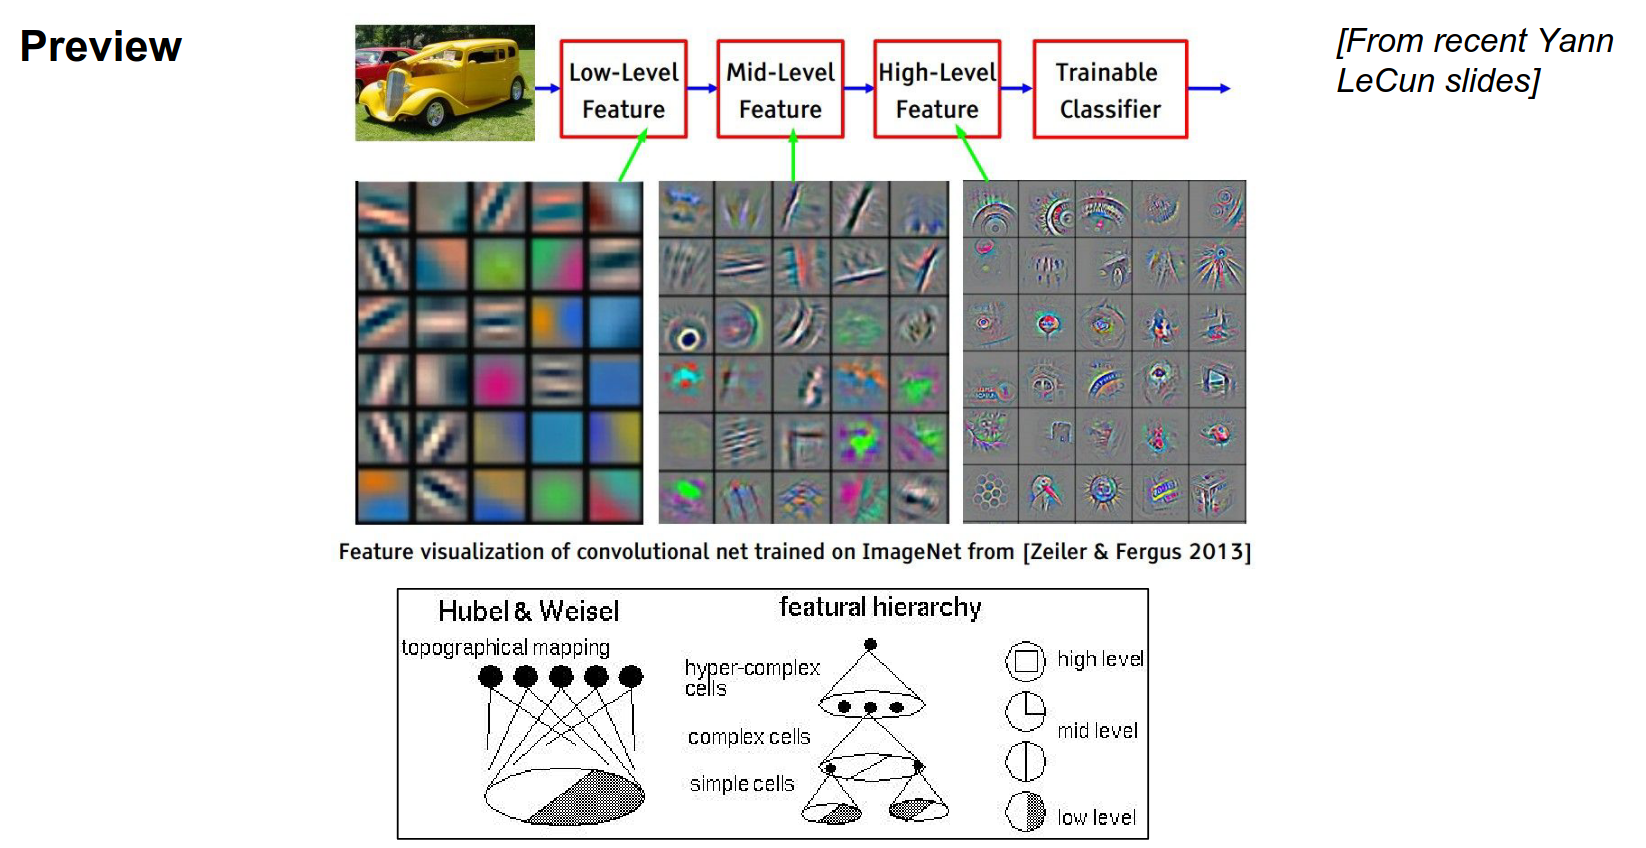 Preview
[From recent Yann
LeCun slides]
Low-Level
Feature
Mid-Level
Feature
High-Level
Feature
Trainable
Classifier
Feature visualization of convolutional net trained on ImageNet from [Zeiler & Fergus 2013]
Hubel & Weisel
topographical mapping
featural hierarchy
hyper-complex
cells
complex cells
simple cells
high level
mid level
low level